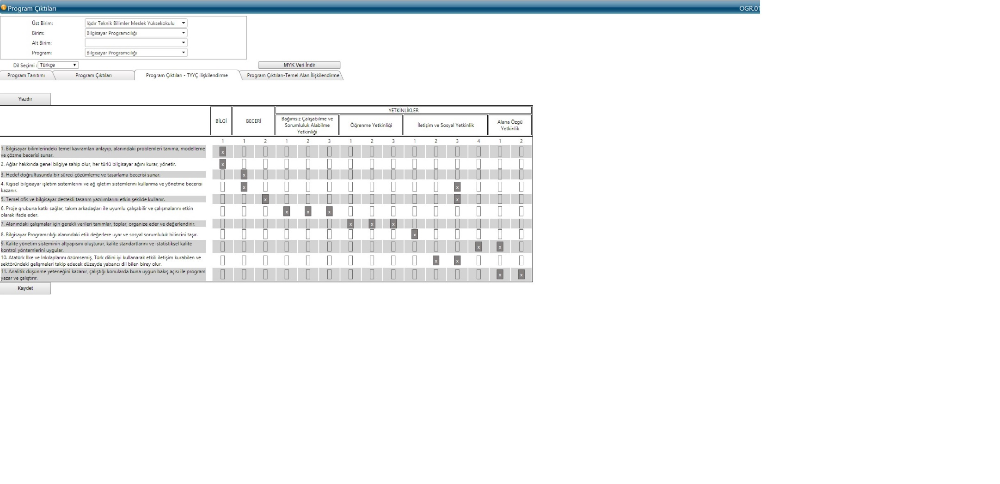 Program Çıktıları
OGR.01
Üst Birim:
Iğdır Teknik Bilimler Meslek Yüksekokulu
Birim:
Bilgisayar Programcılığı
Alt Birim:
Program:
Bilgisayar Programcılığı
Dil Seçimi :
Türkçe
MYK Veri İndir
Program Tanıtımı
Program Çıktıları
Program Çıktıları - TYYÇ ilişkilendirme
Program Çıktıları-Temel Alan İlişkilendirme
Yazdır
BİLGİ
BECERİ
YETKİNLİKLER
Bağımsız Çalışabilme ve
Sorumluluk Alabilme
Yetkinliği
Öğrenme Yetkinliği
İletişim ve Sosyal Yetkinlik
Alana Özgü
Yetkinlik
1 1 2 1 2 3 1 2 3 1 2 3 4 1 2
1. Bilgisayar bilimlerindeki temel kavramları anlayıp, alanındaki problemleri tanıma, modelleme
ve çözme becerisi sunar.
x
2. Ağlar hakkında genel bilgiye sahip olur, her türlü bilgisayar ağını kurar, yönetir.
x
3. Hedef doğrultusunda bir süreci çözümleme ve tasarlama becerisi sunar.
x
4. Kişisel bilgisayar işletim sistemlerini ve ağ işletim sistemlerini kullanma ve yönetme becerisi
kazanır.
x x
5. Temel ofis ve bilgisayar destekli tasarım yazılımlarını etkin şekilde kullanır.
x x
6. Proje grubuna katkı sağlar, takım arkadaşları ile uyumlu çalışabilir ve çalışmalarını etkin
olarak ifade eder.
x x x
7. Alanındaki çalışmalar için gerekli verileri tanımlar, toplar, organize eder ve değerlendirir.
x x x
8. Bilgisayar Programcılığı alanındaki etik değerlere uyar ve sosyal sorumluluk bilincini taşır.
x
9. Kalite yönetim sisteminin altyapısını oluşturur, kalite standartlarını ve istatistiksel kalite
kontrol yöntemlerini uygular.
x x
10. Atatürk İlke ve İnkılaplarını özümsemiş, Türk dilini iyi kullanarak etkili iletişim kurabilen ve
sektöründeki gelişmeleri takip edecek düzeyde yabancı dil bilen birey olur.
x x
11. Analitik düşünme yeteneğini kazanır, çalıştığı konularda buna uygun bakış açısı ile program
yazar ve çalıştırır.
x x
Kaydet